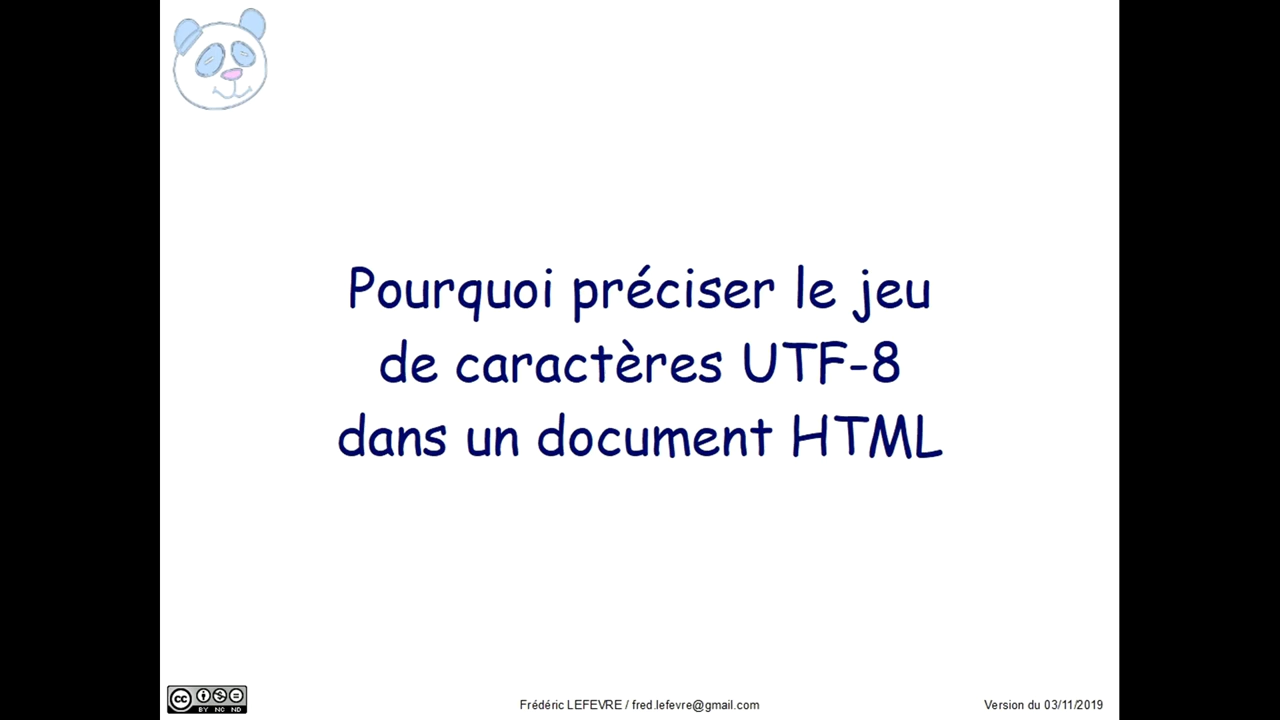 Pourquoi préciser le jeu
de caractères UTF-8
dans un document HTML
cc BY NC ND
Frédéric LEFEVRE / fred.lefevre@gmail.com
Version du 03/11/2019